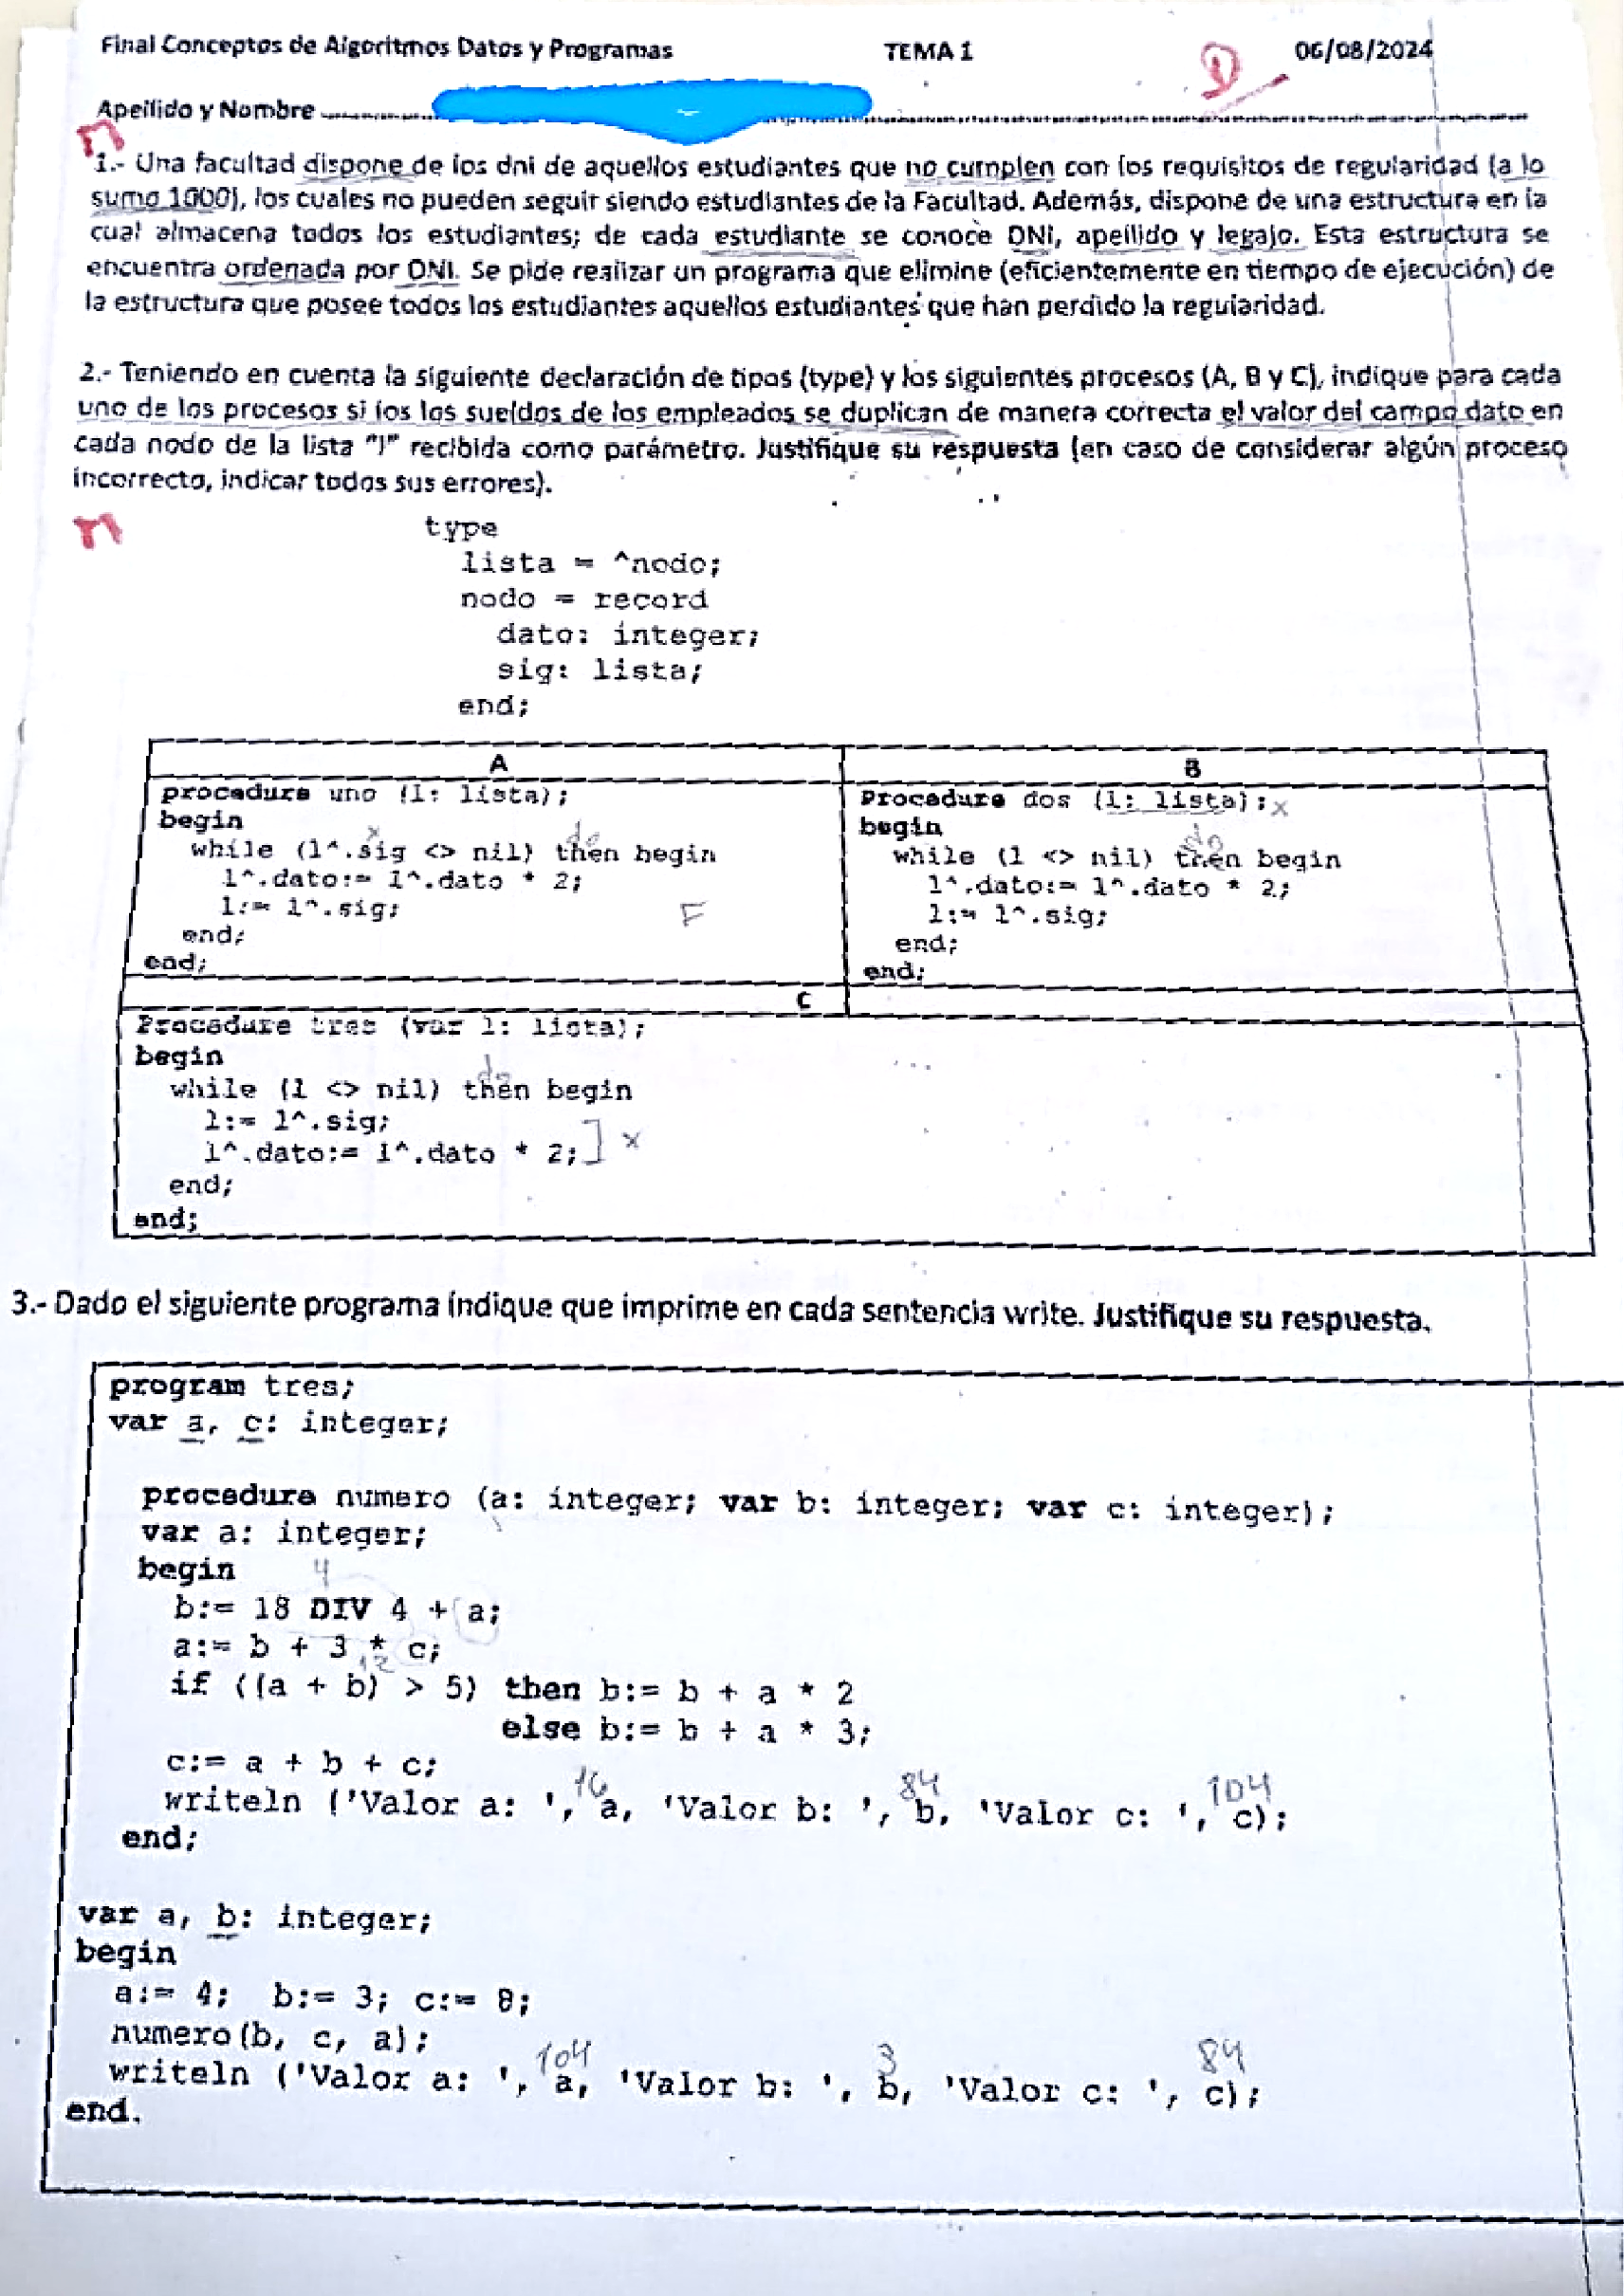 Final Conceptos de Algoritmos Datos y Programas TEMA 1 06/08/2024
D
Apellido y Nombre
1.- Una facultad dispone de los dni de aquellos estudiantes que no cumplen con los requisitos de regularidad (a lo
sumo 1000), los cuales no pueden seguir siendo estudiantes de la Facultad. Además, dispone de una estructura en la
cual almacena todos los estudiantes; de cada estudiante se conoce DNI, apellido y legajo. Esta estructura se
encuentra ordenada por DNI. Se pide realizar un programa que elimine (eficientemente en tiempo de ejecución) de
la estructura que posee todos los estudiantes aquellos estudiantes que han perdido la regularidad.
2.- Teniendo en cuenta la siguiente declaración de tipos (type) y los siguientes procesos (A, B y C), indique para cada
uno de los procesos si los los sueldos de los empleados se duplican de manera correcta el valor del campo dato en
cada nodo de la lista "l" recibida como parámetro. Justifique su respuesta (en caso de considerar algún proceso
incorrecto, indicar todos sus errores).
type
lista = ^nodo;
nodo = record
dato: integer;
sig: lista;
end;
A
procedure uno (l: lista);
begin
x do
while (l^.sig <> nil) then begin
l^.dato:= l^.dato * 2;
l:= l^.sig; F
end;
end;
B
Procedure dos (l: lista); x
begin
do
while (l <> nil) then begin
l^.dato:= l^.dato * 2;
l:= l^.sig;
end;
end;
C
Procedure tres (var l: lista);
begin
do
while (l <> nil) then begin
l:= l^.sig;
l^.dato:= l^.dato * 2; ] x
end;
end;
3.- Dado el siguiente programa indique que imprime en cada sentencia write. Justifique su respuesta.
program tres;
var a, c: integer;
procedure numero (a: integer; var b: integer; var c: integer);
var a: integer;
begin
4
b:= 18 DIV 4 + a;
a:= b + 3 * c;
12
if ((a + b) > 5) then b:= b + a * 2
else b:= b + a * 3;
c:= a + b + c;
16 84 104
writeln ('Valor a: ', a, 'Valor b: ', b, 'Valor c: ', c);
end;
var a, b: integer;
begin
a:= 4; b:= 3; c:= 8;
numero(b, c, a);
104 3 84
writeln ('Valor a: ', a, 'Valor b: ', b, 'Valor c: ', c);
end.